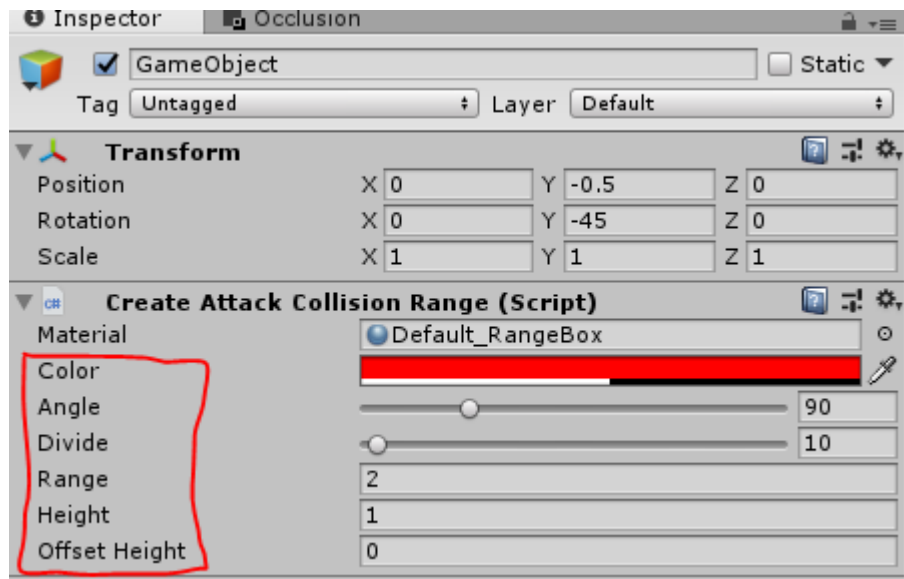 Inspector Occlusion
GameObject Static
Tag Untagged Layer Default
Transform
Position X 0 Y -0.5 Z 0
Rotation X 0 Y -45 Z 0
Scale X 1 Y 1 Z 1
c# Create Attack Collision Range (Script)
Material Default_RangeBox
Color
Angle 90
Divide 10
Range 2
Height 1
Offset Height 0